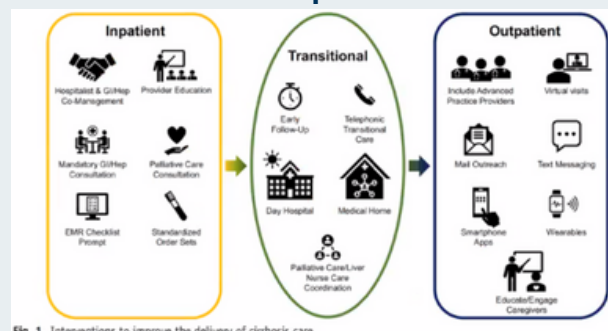 Inpatient
Hospitalist & GI/Hep
Co-Management
Provider Education
Mandatory GI/Hep
Consultation
Palliative Care
Consultation
EMR Checklist
Prompt
Standardized
Order Sets
Transitional
Early
Follow-Up
Telephonic
Transitional
Care
Day Hospital
Medical Home
Palliative Care/Liver
Nurse Care
Coordination
Outpatient
Include Advanced
Practice Providers
Virtual visits
Mail Outreach
Text Messaging
Smartphone
Apps
Wearables
Educate/Engage
Caregivers
Fig. 1. Interventions to improve the delivery of cirrhosis care